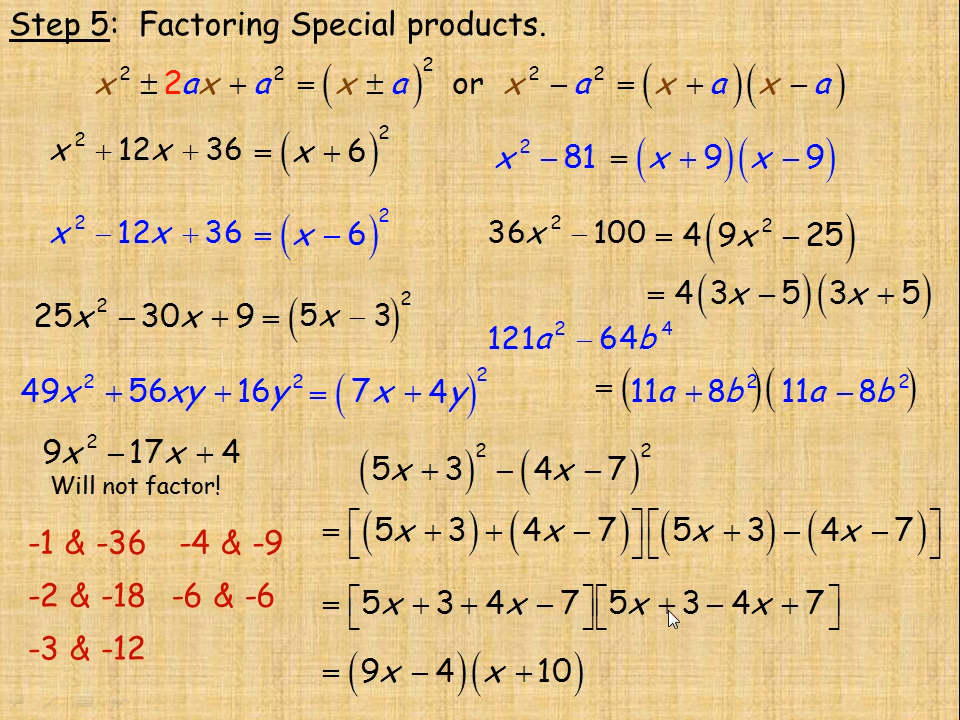 Step 5: Factoring Special products.
x² ± 2ax + a² = (x ± a)² or x² − a² = (x + a)(x − a)
x² + 12x + 36 = (x + 6)²
x² − 12x + 36 = (x − 6)²
25x² − 30x + 9 = (5x − 3)²
49x² + 56xy + 16y² = (7x + 4y)²
9x² − 17x + 4
Will not factor!
-1 & -36 -4 & -9
-2 & -18 -6 & -6
-3 & -12
x² − 81 = (x + 9)(x − 9)
36x² − 100 = 4(9x² − 25)
= 4(3x − 5)(3x + 5)
121a² − 64b⁴
= (11a + 8b²)(11a − 8b²)
(5x + 3)² − (4x − 7)²
= [(5x + 3) + (4x − 7)][(5x + 3) − (4x − 7)]
= [5x + 3 + 4x − 7][5x + 3 − 4x + 7]
= (9x − 4)(x + 10)